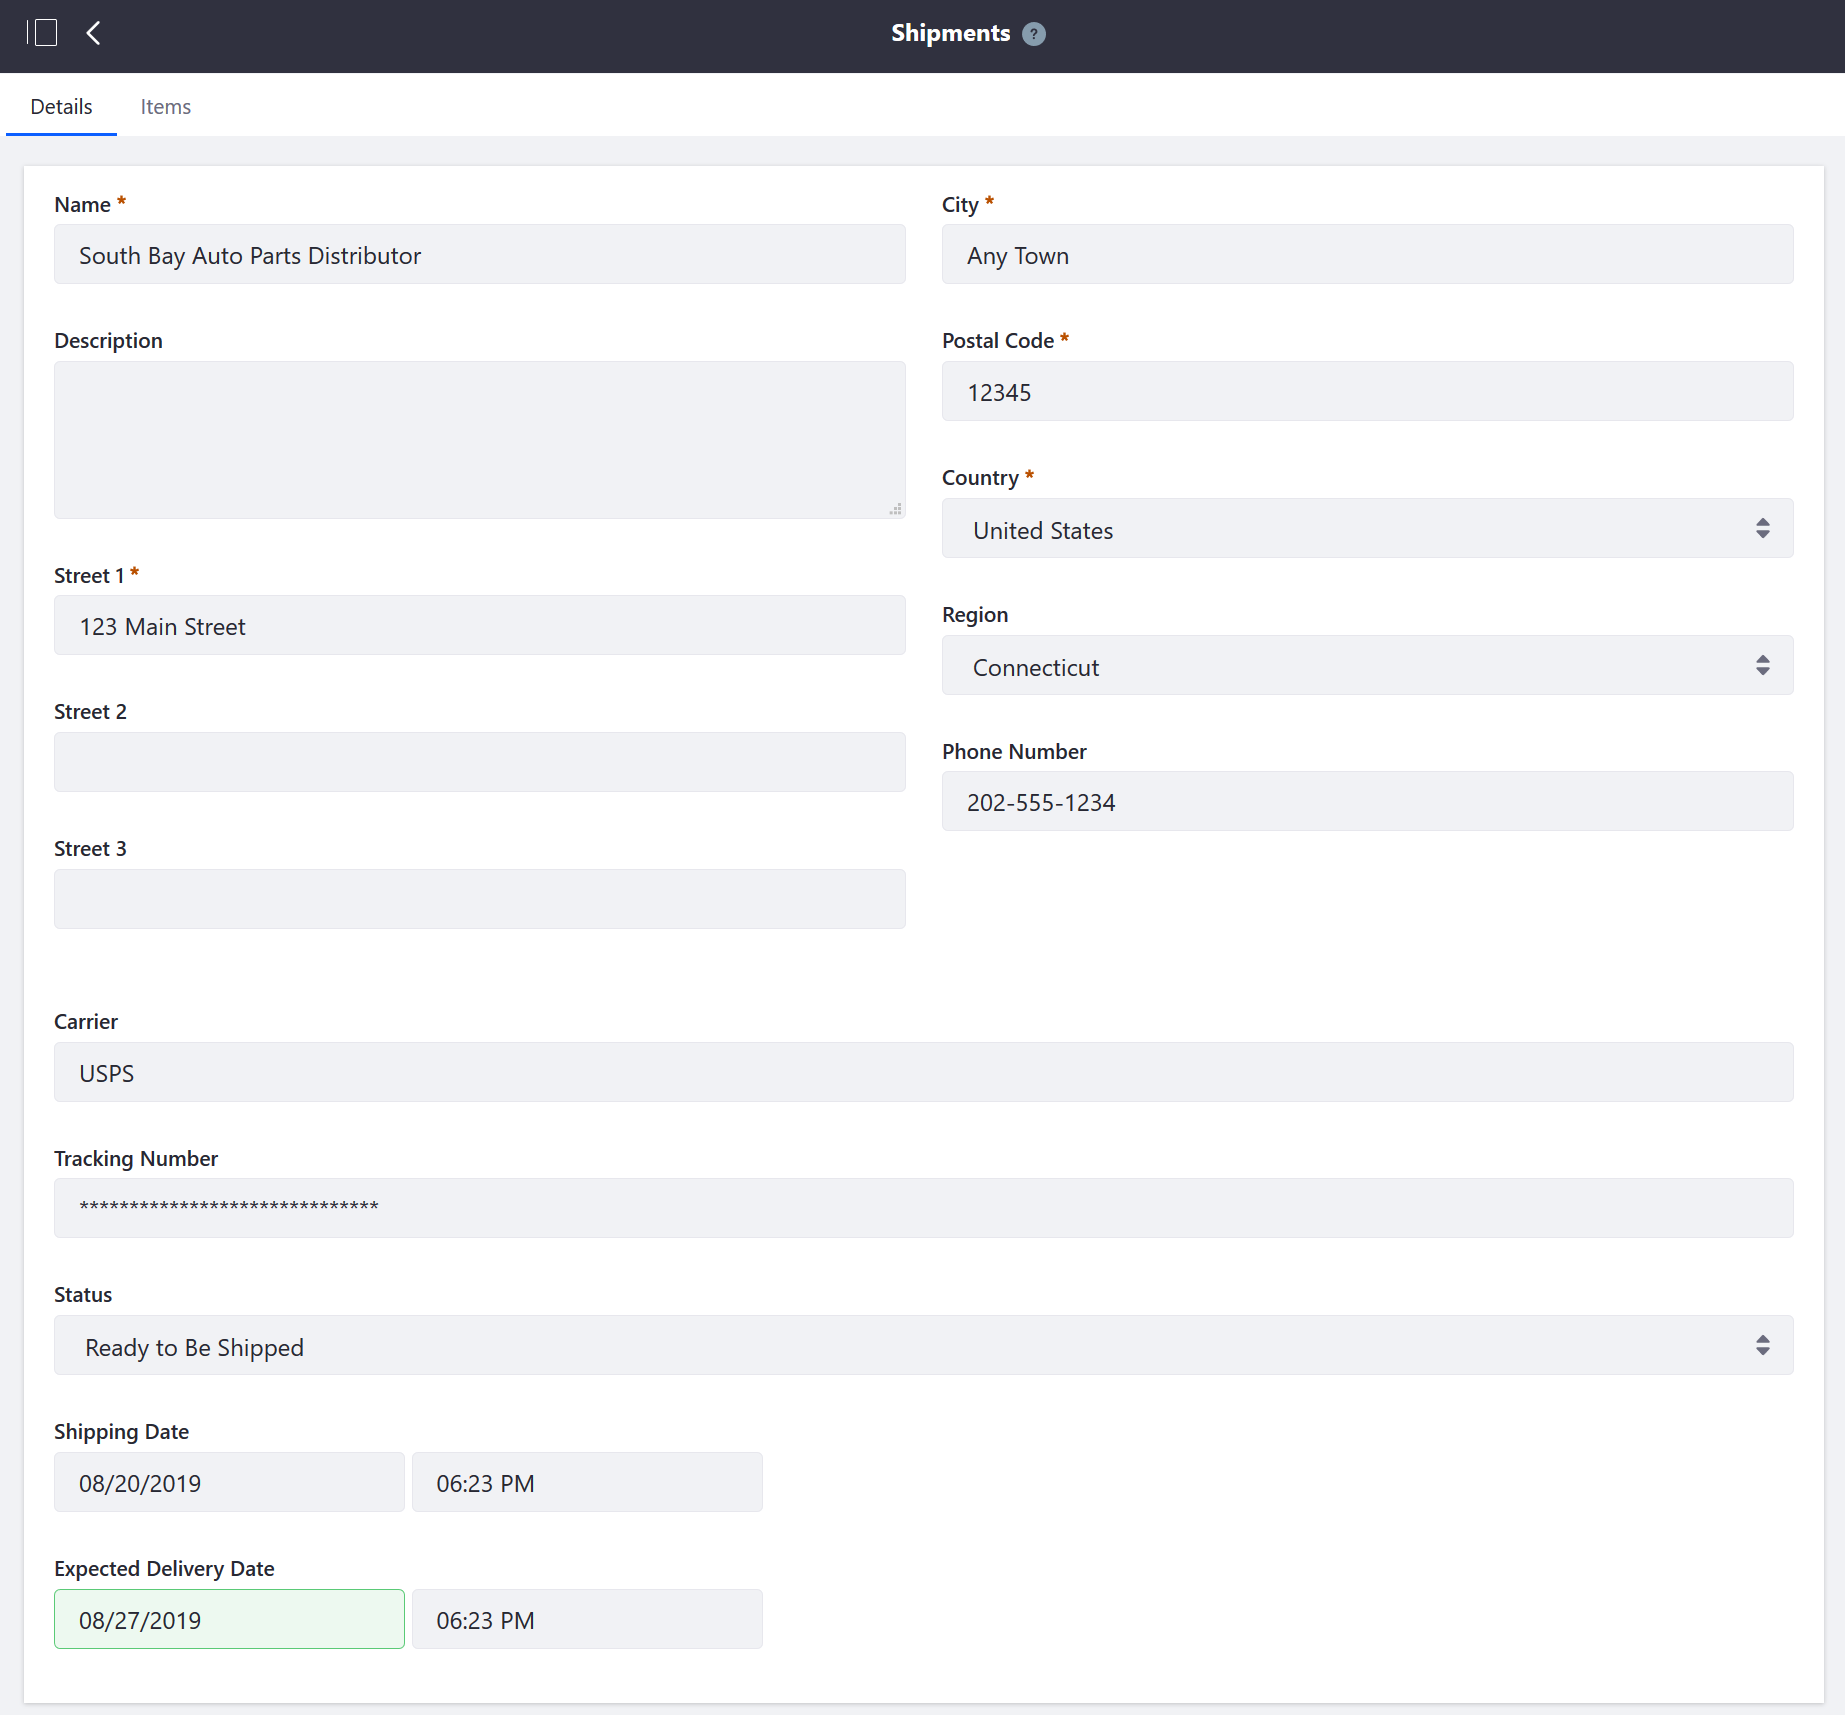 Shipments ?
Details
Items
Name *
South Bay Auto Parts Distributor
Description
Street 1 *
123 Main Street
Street 2
Street 3
City *
Any Town
Postal Code *
12345
Country *
United States
Region
Connecticut
Phone Number
202-555-1234
Carrier
USPS
Tracking Number
******************************
Status
Ready to Be Shipped
Shipping Date
08/20/2019 06:23 PM
Expected Delivery Date
08/27/2019 06:23 PM